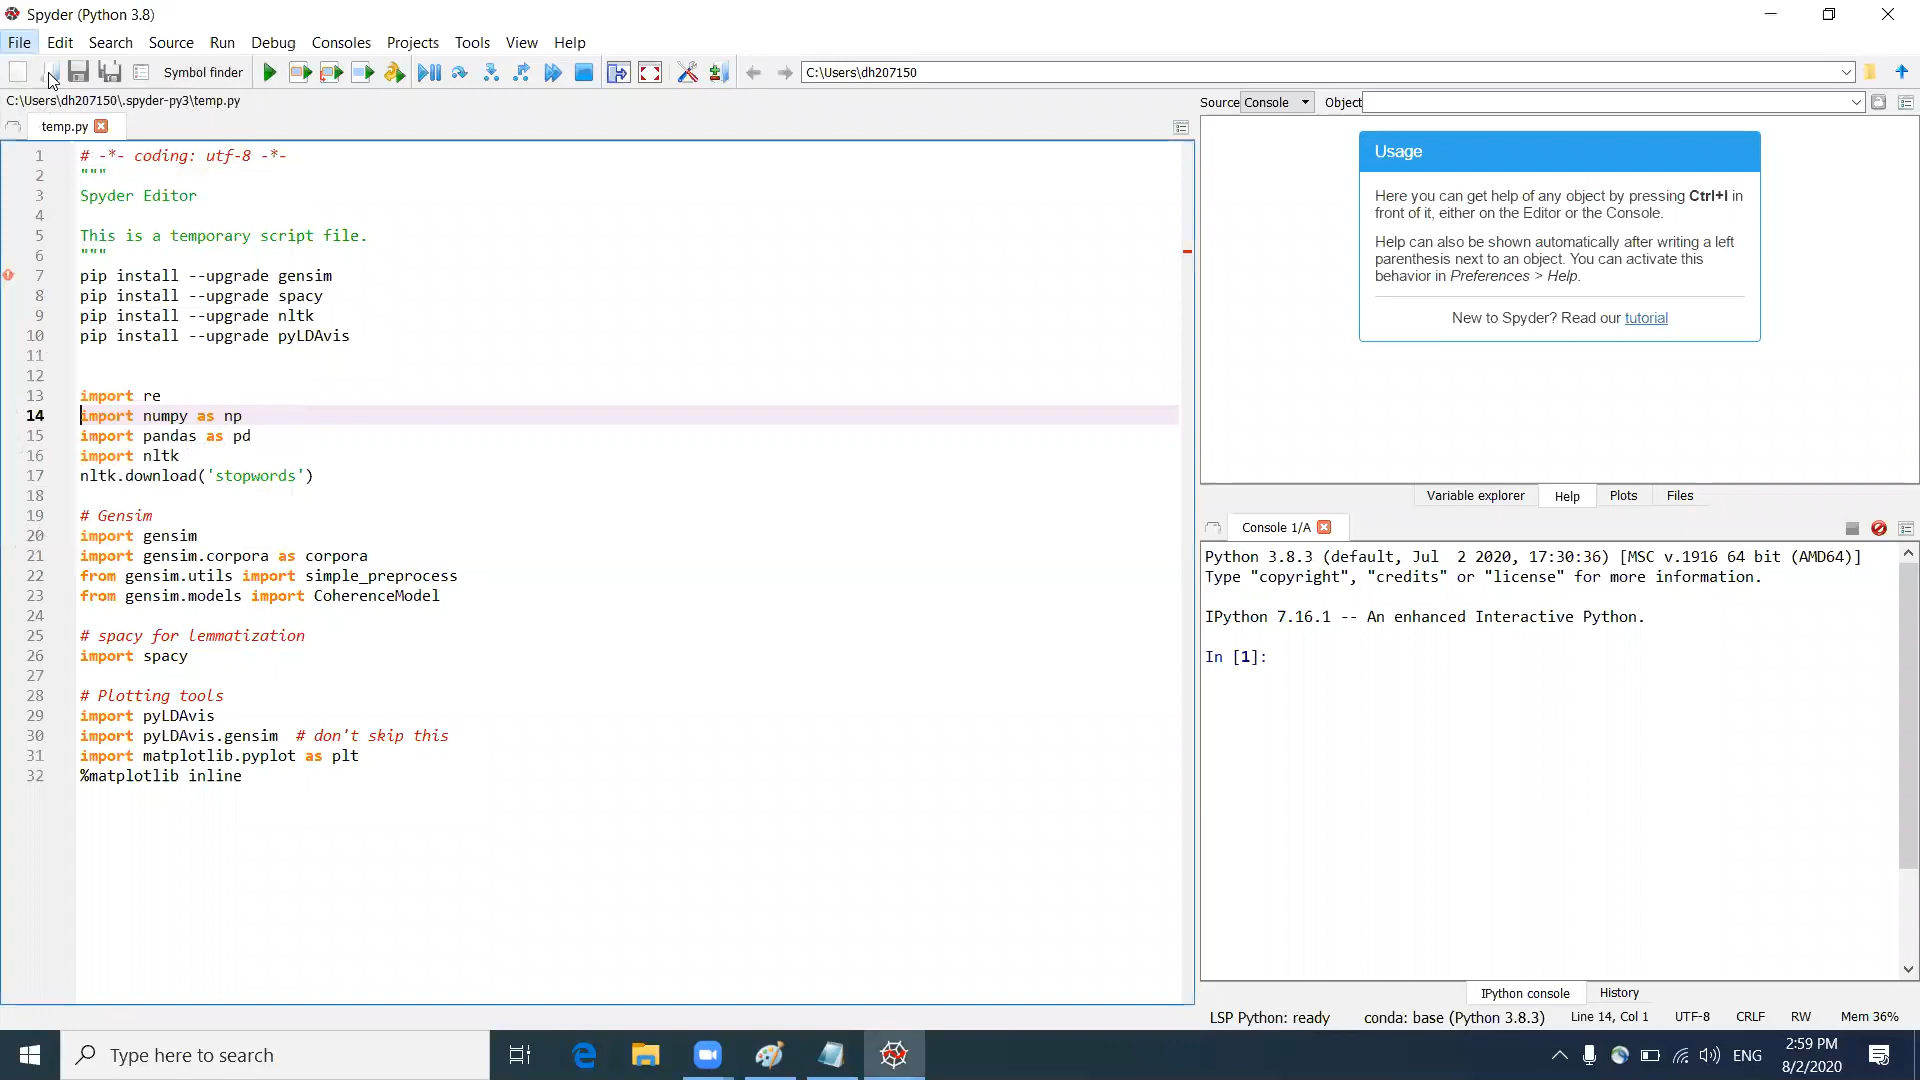 Spyder (Python 3.8)
File Edit Search Source Run Debug Consoles Projects Tools View Help
Symbol finder
C:\Users\dh207150
C:\Users\dh207150\.spyder-py3\temp.py
temp.py
1 # -*- coding: utf-8 -*-
2 """
3 Spyder Editor
4
5 This is a temporary script file.
6 """
7 pip install --upgrade gensim
8 pip install --upgrade spacy
9 pip install --upgrade nltk
10 pip install --upgrade pyLDAvis
11
12
13 import re
14 import numpy as np
15 import pandas as pd
16 import nltk
17 nltk.download('stopwords')
18
19 # Gensim
20 import gensim
21 import gensim.corpora as corpora
22 from gensim.utils import simple_preprocess
23 from gensim.models import CoherenceModel
24
25 # spacy for lemmatization
26 import spacy
27
28 # Plotting tools
29 import pyLDAvis
30 import pyLDAvis.gensim  # don't skip this
31 import matplotlib.pyplot as plt
32 %matplotlib inline
Source Console Object
Usage
Here you can get help of any object by pressing Ctrl+I in
front of it, either on the Editor or the Console.
Help can also be shown automatically after writing a left
parenthesis next to an object. You can activate this
behavior in Preferences > Help.
New to Spyder? Read our tutorial
Variable explorer Help Plots Files
Console 1/A
Python 3.8.3 (default, Jul  2 2020, 17:30:36) [MSC v.1916 64 bit (AMD64)]
Type "copyright", "credits" or "license" for more information.
IPython 7.16.1 -- An enhanced Interactive Python.
In [1]:
IPython console History
LSP Python: ready conda: base (Python 3.8.3) Line 14, Col 1 UTF-8 CRLF RW Mem 36%
Type here to search
ENG
2:59 PM
8/2/2020